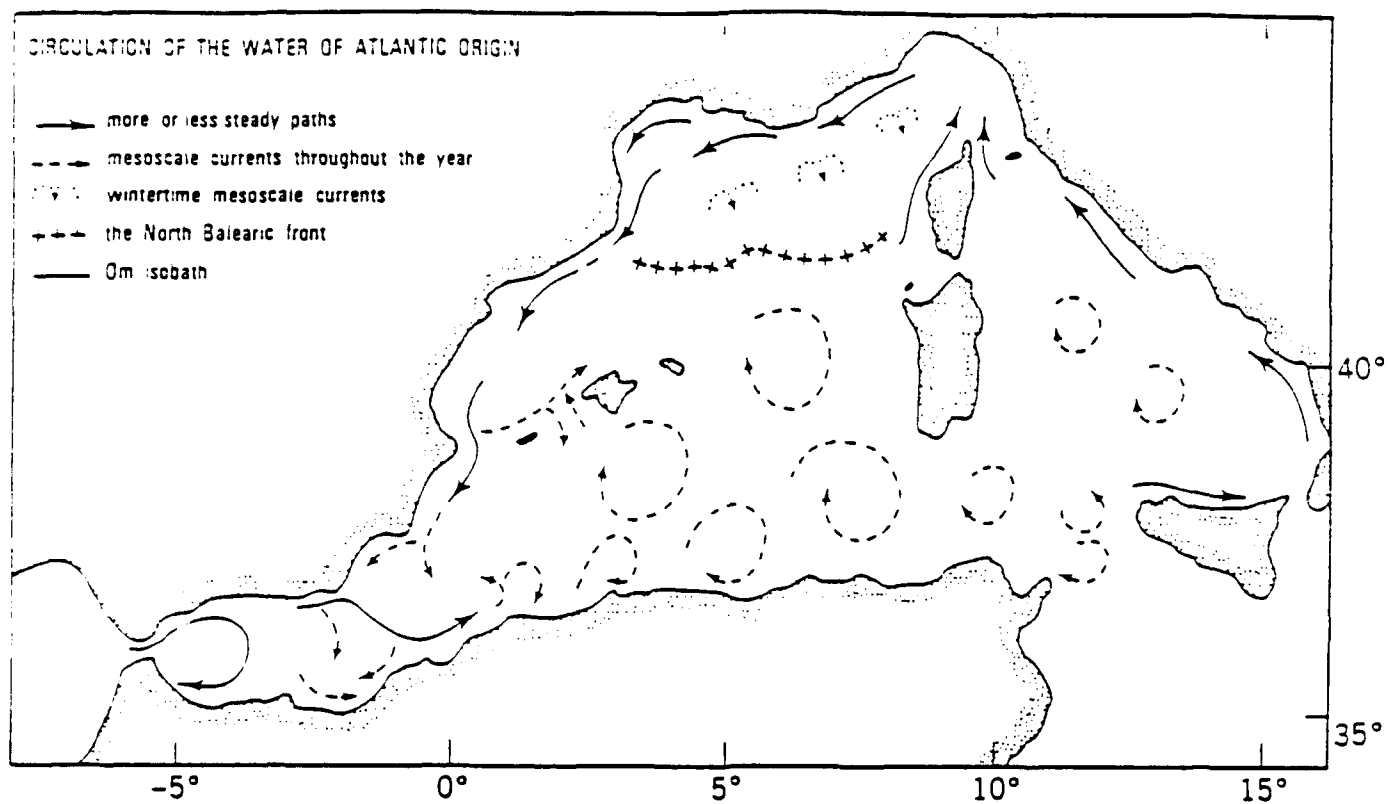 CIRCULATION OF THE WATER OF ATLANTIC ORIGIN
more or less steady paths
mesoscale currents throughout the year
wintertime mesoscale currents
the North Balearic front
0m isobath
40°
35°
-5° 0° 5° 10° 15°